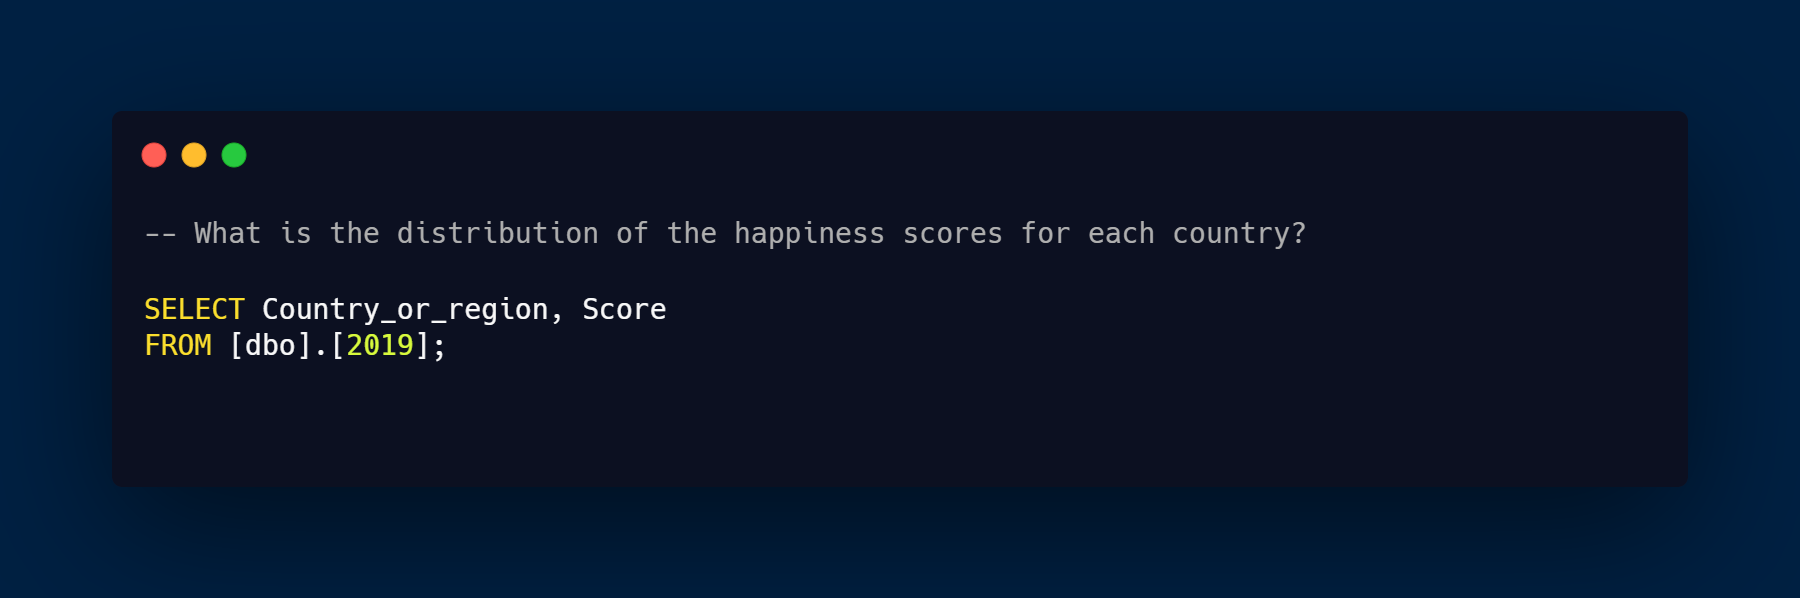 -- What is the distribution of the happiness scores for each country?
SELECT Country_or_region, Score
FROM [dbo].[2019];